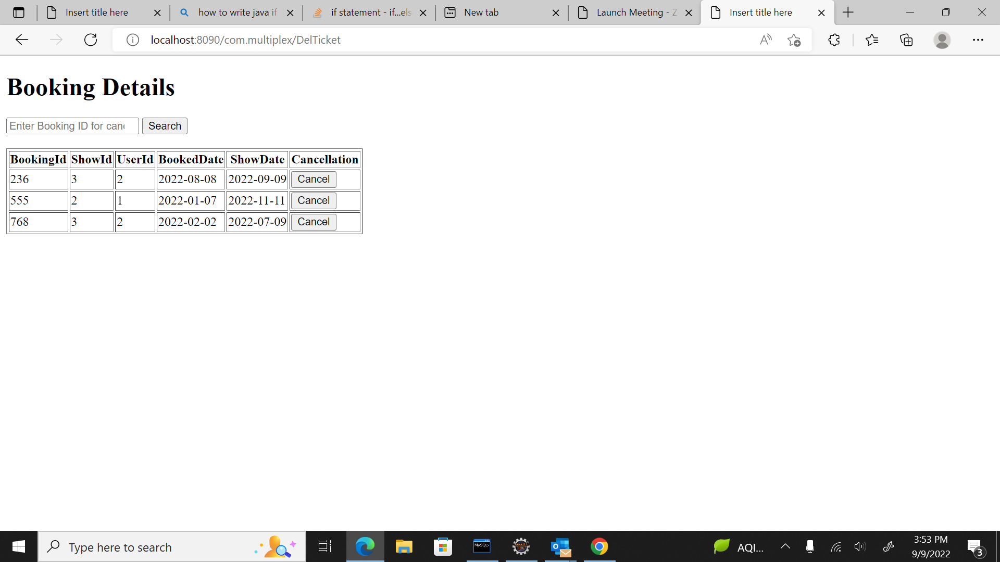 Insert title here
how to write java if
if statement - if...els
New tab
Launch Meeting - Z
Insert title here
localhost:8090/com.multiplex/DelTicket
Booking Details
Enter Booking ID for canc
Search
BookingId ShowId UserId BookedDate ShowDate Cancellation
236 3 2 2022-08-08 2022-09-09 Cancel
555 2 1 2022-01-07 2022-11-11 Cancel
768 3 2 2022-02-02 2022-07-09 Cancel
Type here to search
MySQL>
Java EE
IDE
AQI...
3:53 PM
9/9/2022
3